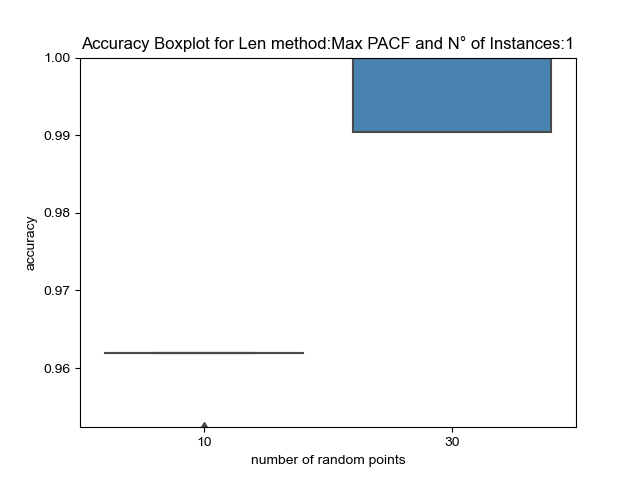 Accuracy Boxplot for Len method:Max PACF and N° of Instances:1
1.00
0.99
0.98
0.97
0.96
accuracy
10
30
number of random points